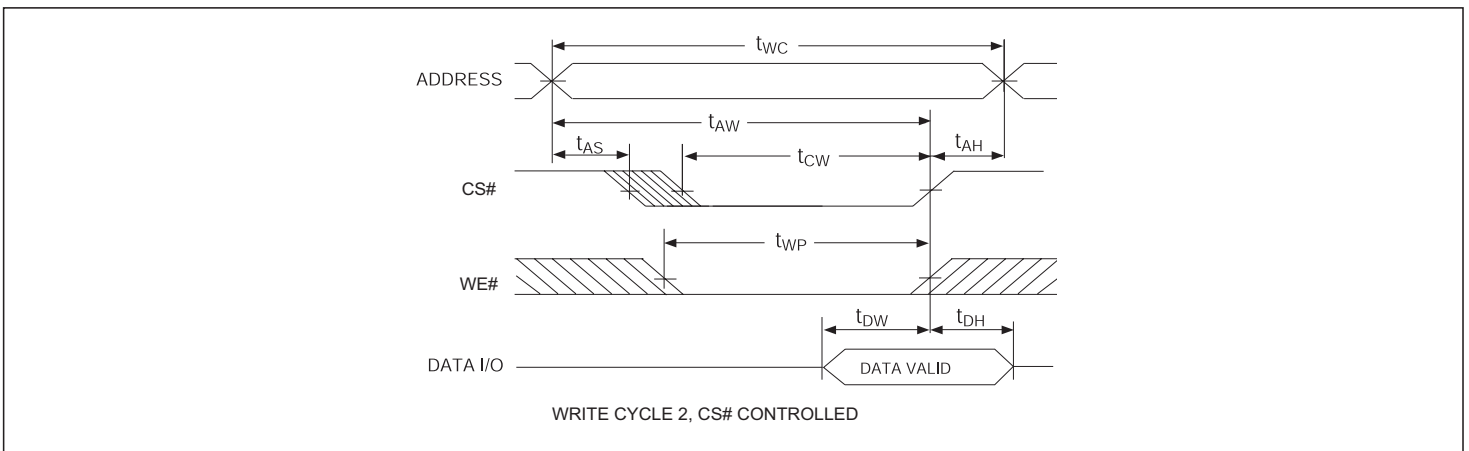 tWC
ADDRESS
tAW
tAS
tCW
tAH
CS#
tWP
WE#
tDW
tDH
DATA I/O
DATA VALID
WRITE CYCLE 2, CS# CONTROLLED